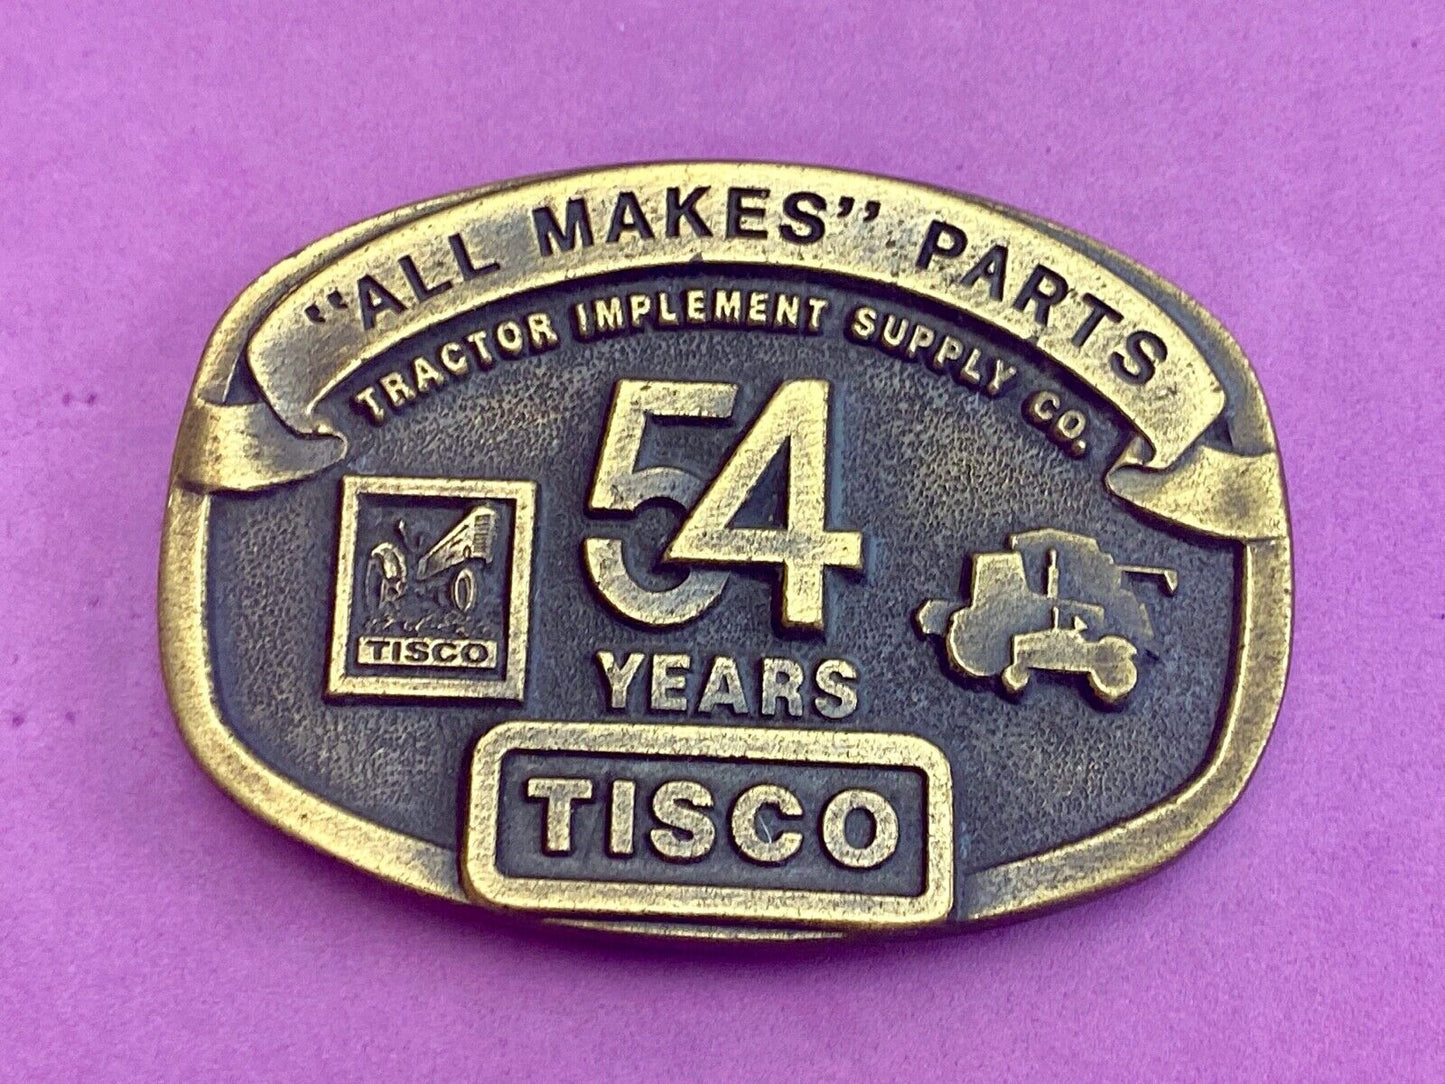 "ALL MAKES" PARTS
TRACTOR IMPLEMENT SUPPLY CO.
54
YEARS
TISCO
TISCO